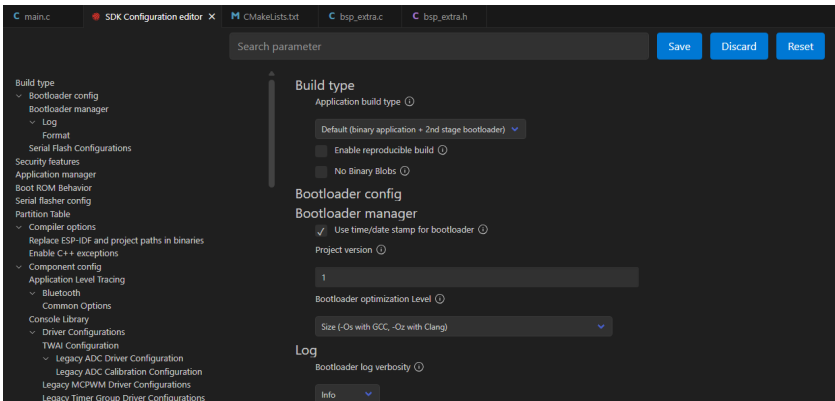 C main.c
SDK Configuration editor ×
M CMakeLists.txt
C bsp_extra.c
C bsp_extra.h
Search parameter
Save
Discard
Reset
Build type
Bootloader config
Bootloader manager
Log
Format
Serial Flash Configurations
Security features
Application manager
Boot ROM Behavior
Serial flasher config
Partition Table
Compiler options
Replace ESP-IDF and project paths in binaries
Enable C++ exceptions
Component config
Application Level Tracing
Bluetooth
Common Options
Console Library
Driver Configurations
TWAI Configuration
Legacy ADC Driver Configuration
Legacy ADC Calibration Configuration
Legacy MCPWM Driver Configurations
Legacy Timer Group Driver Configurations
Build type
Application build type
Default (binary application + 2nd stage bootloader)
Enable reproducible build
No Binary Blobs
Bootloader config
Bootloader manager
Use time/date stamp for bootloader
Project version
1
Bootloader optimization Level
Size (-Os with GCC, -Oz with Clang)
Log
Bootloader log verbosity
Info